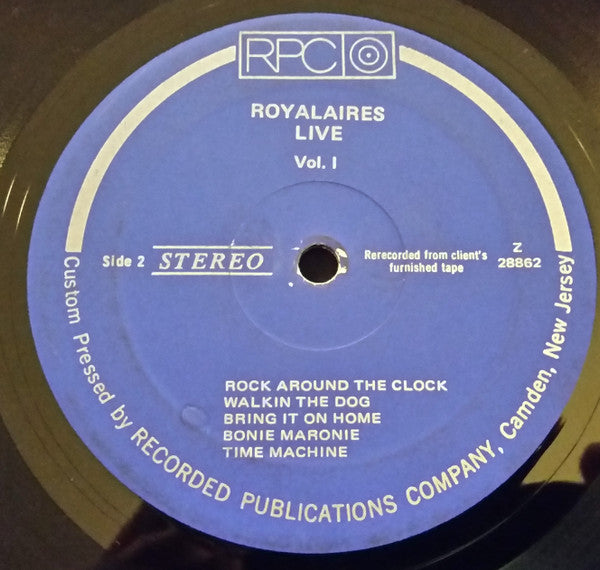 RPC
ROYALAIRES
LIVE
Vol. I
Side 2 STEREO
Rerecorded from client's
furnished tape
Z
28862
ROCK AROUND THE CLOCK
WALKIN THE DOG
BRING IT ON HOME
BONIE MARONIE
TIME MACHINE
Custom Pressed by RECORDED PUBLICATIONS COMPANY, Camden, New Jersey